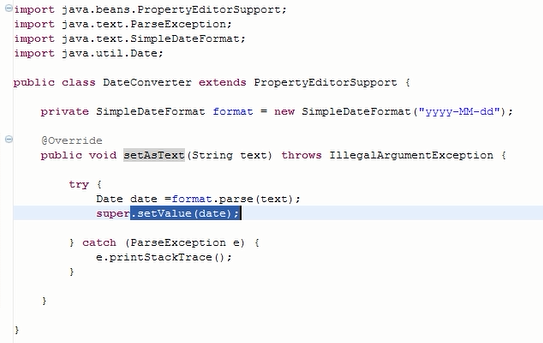 import java.beans.PropertyEditorSupport;
import java.text.ParseException;
import java.text.SimpleDateFormat;
import java.util.Date;
public class DateConverter extends PropertyEditorSupport {
private SimpleDateFormat format = new SimpleDateFormat("yyyy-MM-dd");
@Override
public void setAsText(String text) throws IllegalArgumentException {
try {
Date date =format.parse(text);
super.setValue(date);
} catch (ParseException e) {
e.printStackTrace();
}
}
}